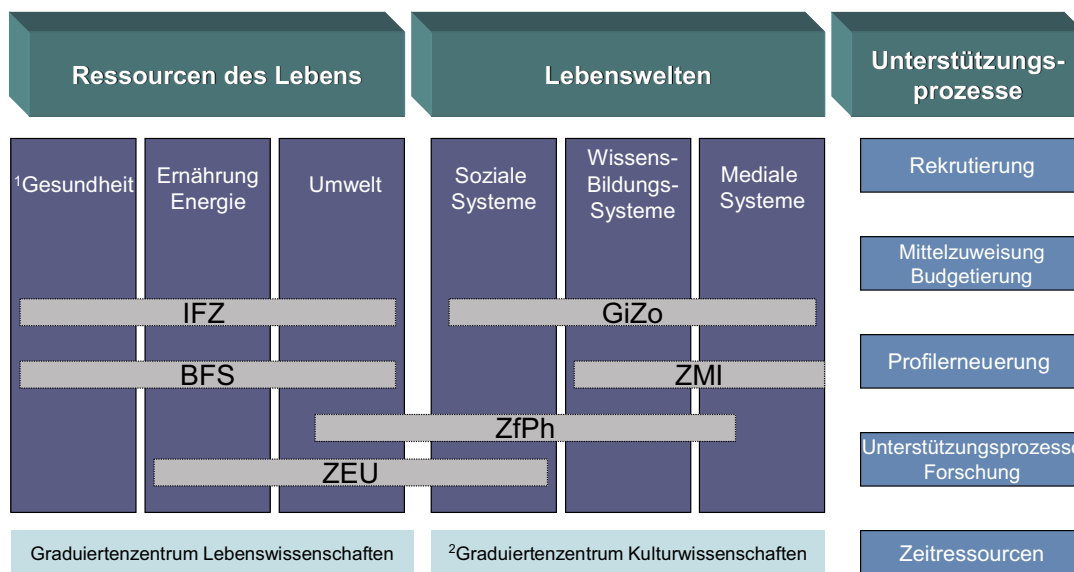 Ressourcen des Lebens
Lebenswelten
Unterstützungs-
prozesse
¹Gesundheit
Ernährung
Energie
Umwelt
Soziale
Systeme
Wissens-
Bildungs-
Systeme
Mediale
Systeme
IFZ
GiZo
BFS
ZMI
ZfPh
ZEU
Graduiertenzentrum Lebenswissenschaften
²Graduiertenzentrum Kulturwissenschaften
Rekrutierung
Mittelzuweisung
Budgetierung
Profilerneuerung
Unterstützungsprozesse
Forschung
Zeitressourcen